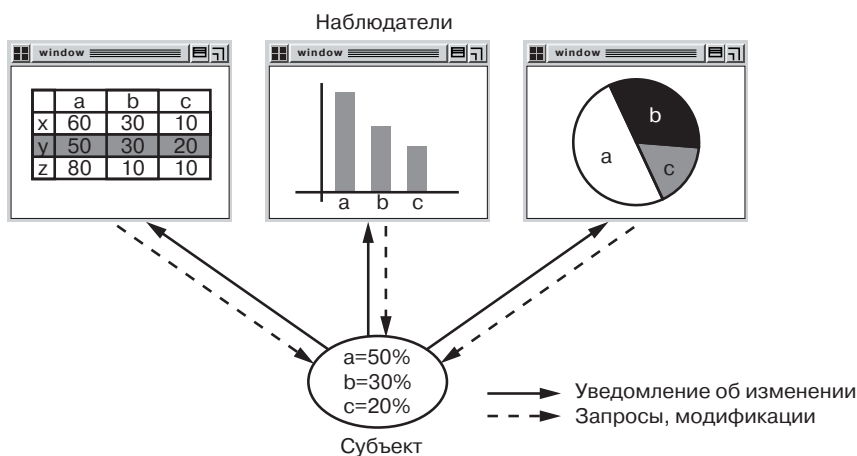 Наблюдатели
window
window
window
a b c
x 60 30 10
y 50 30 20
z 80 10 10
a b c
a
b
c
a=50%
b=30%
c=20%
Субъект
Уведомление об изменении
Запросы, модификации